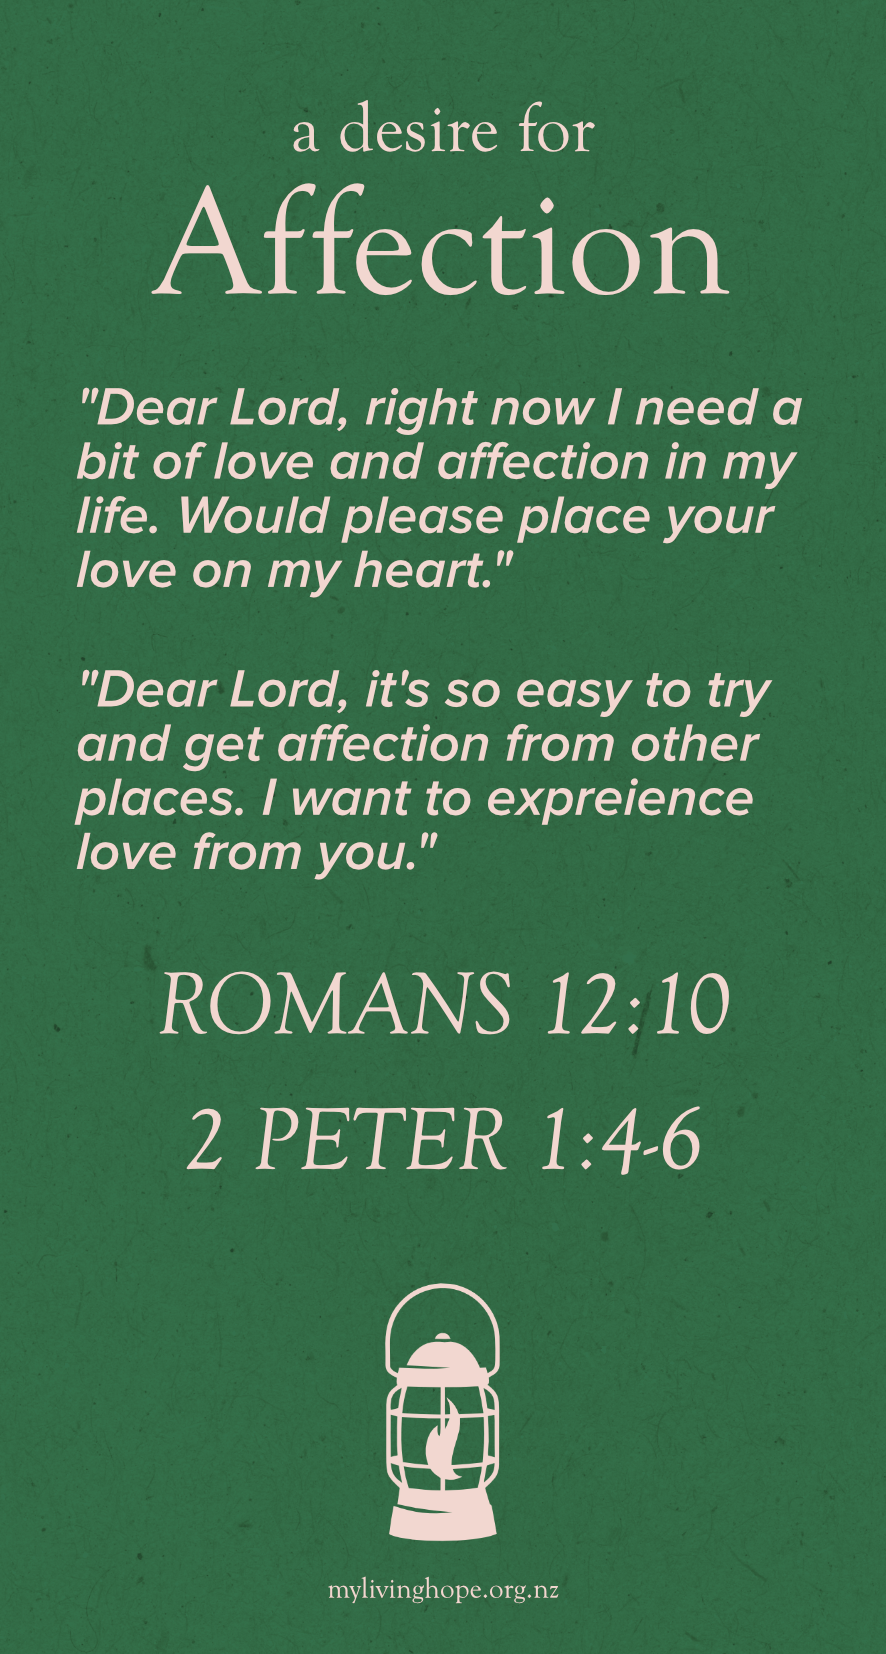 a desire for
Affection
"Dear Lord, right now I need a
bit of love and affection in my
life. Would please place your
love on my heart."
"Dear Lord, it's so easy to try
and get affection from other
places. I want to expreience
love from you."
ROMANS 12:10
2 PETER 1:4-6
mylivinghope.org.nz